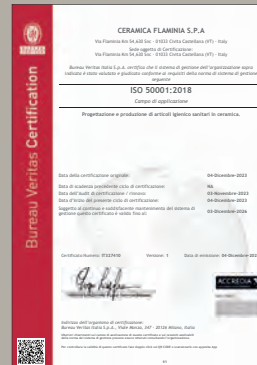 BUREAU VERITAS
Bureau Veritas Certification
CERAMICA FLAMINIA S.P.A
Via Flaminia Km 54,630 Snc - 01033 Civita Castellana (VT) - Italy
Sede oggetto di Certificazione:
Via Flaminia Km 54,630 Snc - 01033 Civita Castellana (VT) - Italy
Bureau Veritas Italia S.p.A. certifica che il sistema di gestione dell'organizzazione sopra
indicata è stato valutato e giudicato conforme ai requisiti della norma di sistema di gestione
seguente
ISO 50001:2018
Campo di applicazione
Progettazione e produzione di articoli igienico sanitari in ceramica.
Data della certificazione originale: 04-Dicembre-2023
Data di scadenza precedente ciclo di certificazione: NA
Data dell'audit di certificazione / rinnovo: 03-Novembre-2023
Data d'inizio del presente ciclo di certificazione: 04-Dicembre-2023
Soggetto al continuo e soddisfacente mantenimento del sistema di
gestione questo certificato è valido fino al: 03-Dicembre-2026
Certificato Numero: IT327410 Versione: 1 Data di emissione: 04-Dicembre-202
ACCREDIA
Indirizzo dell'organismo di certificazione:
Bureau Veritas Italia S.p.A., Viale Monza, 347 - 20126 Milano, Italia